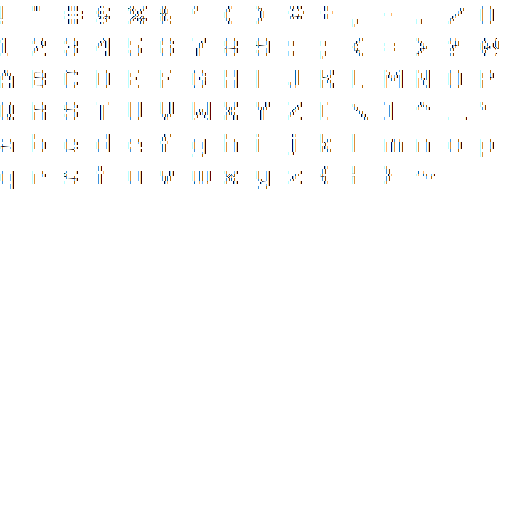 ! " # $ % & ' ( ) * + , - . / 0
1 2 3 4 5 6 7 8 9 : ; < = > ? @
A B C D E F G H I J K L M N O P
Q R S T U V W X Y Z [ \ ] ^ _ `
a b c d e f g h i j k l m n o p
q r s t u v w x y z { | } ~